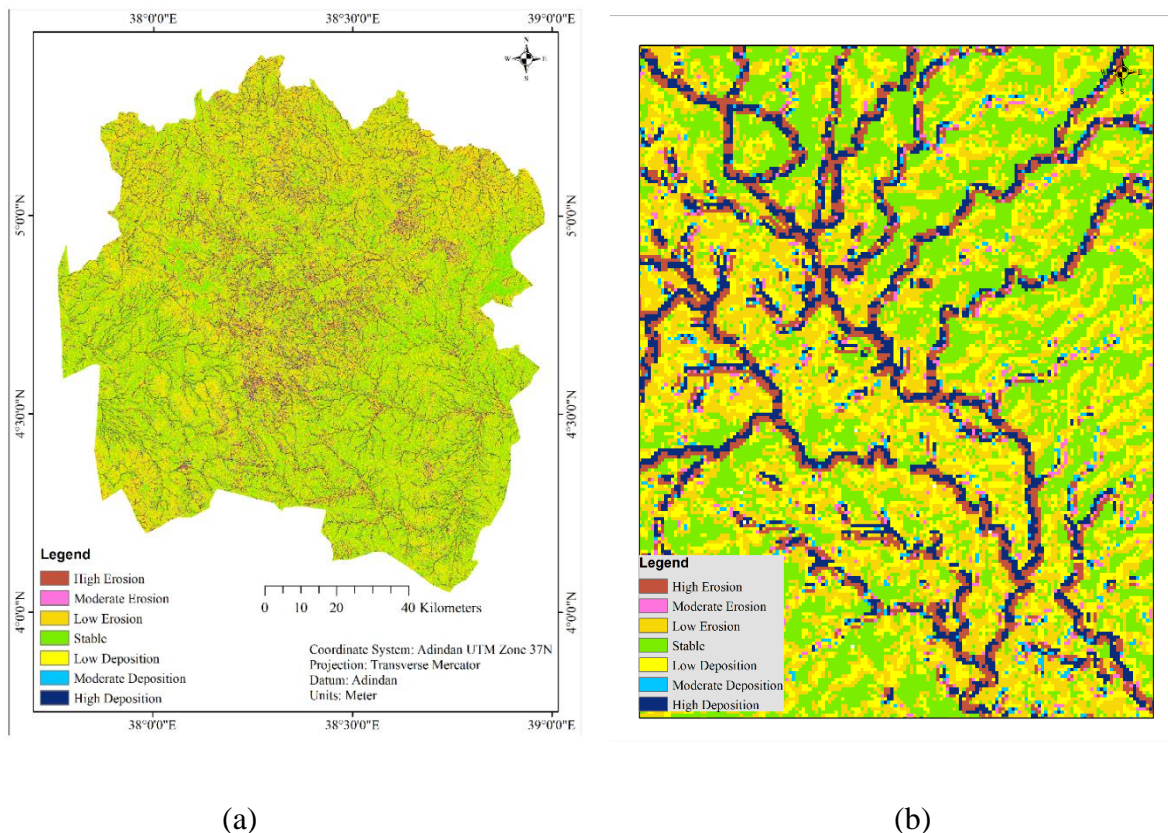 38°0'0"E
38°30'0"E
39°0'0"E
N
W E
S
5°0'0"N
5°0'0"N
4°30'0"N
4°30'0"N
4°0'0"N
4°0'0"N
Legend
High Erosion
Moderate Erosion
Low Erosion
Stable
Low Deposition
Moderate Deposition
High Deposition
0 10 20 40 Kilometers
Coordinate System: Adindan UTM Zone 37N
Projection: Transverse Mercator
Datum: Adindan
Units: Meter
38°0'0"E
38°30'0"E
39°0'0"E
N
W E
S
Legend
High Erosion
Moderate Erosion
Low Erosion
Stable
Low Deposition
Moderate Deposition
High Deposition
(a)
(b)